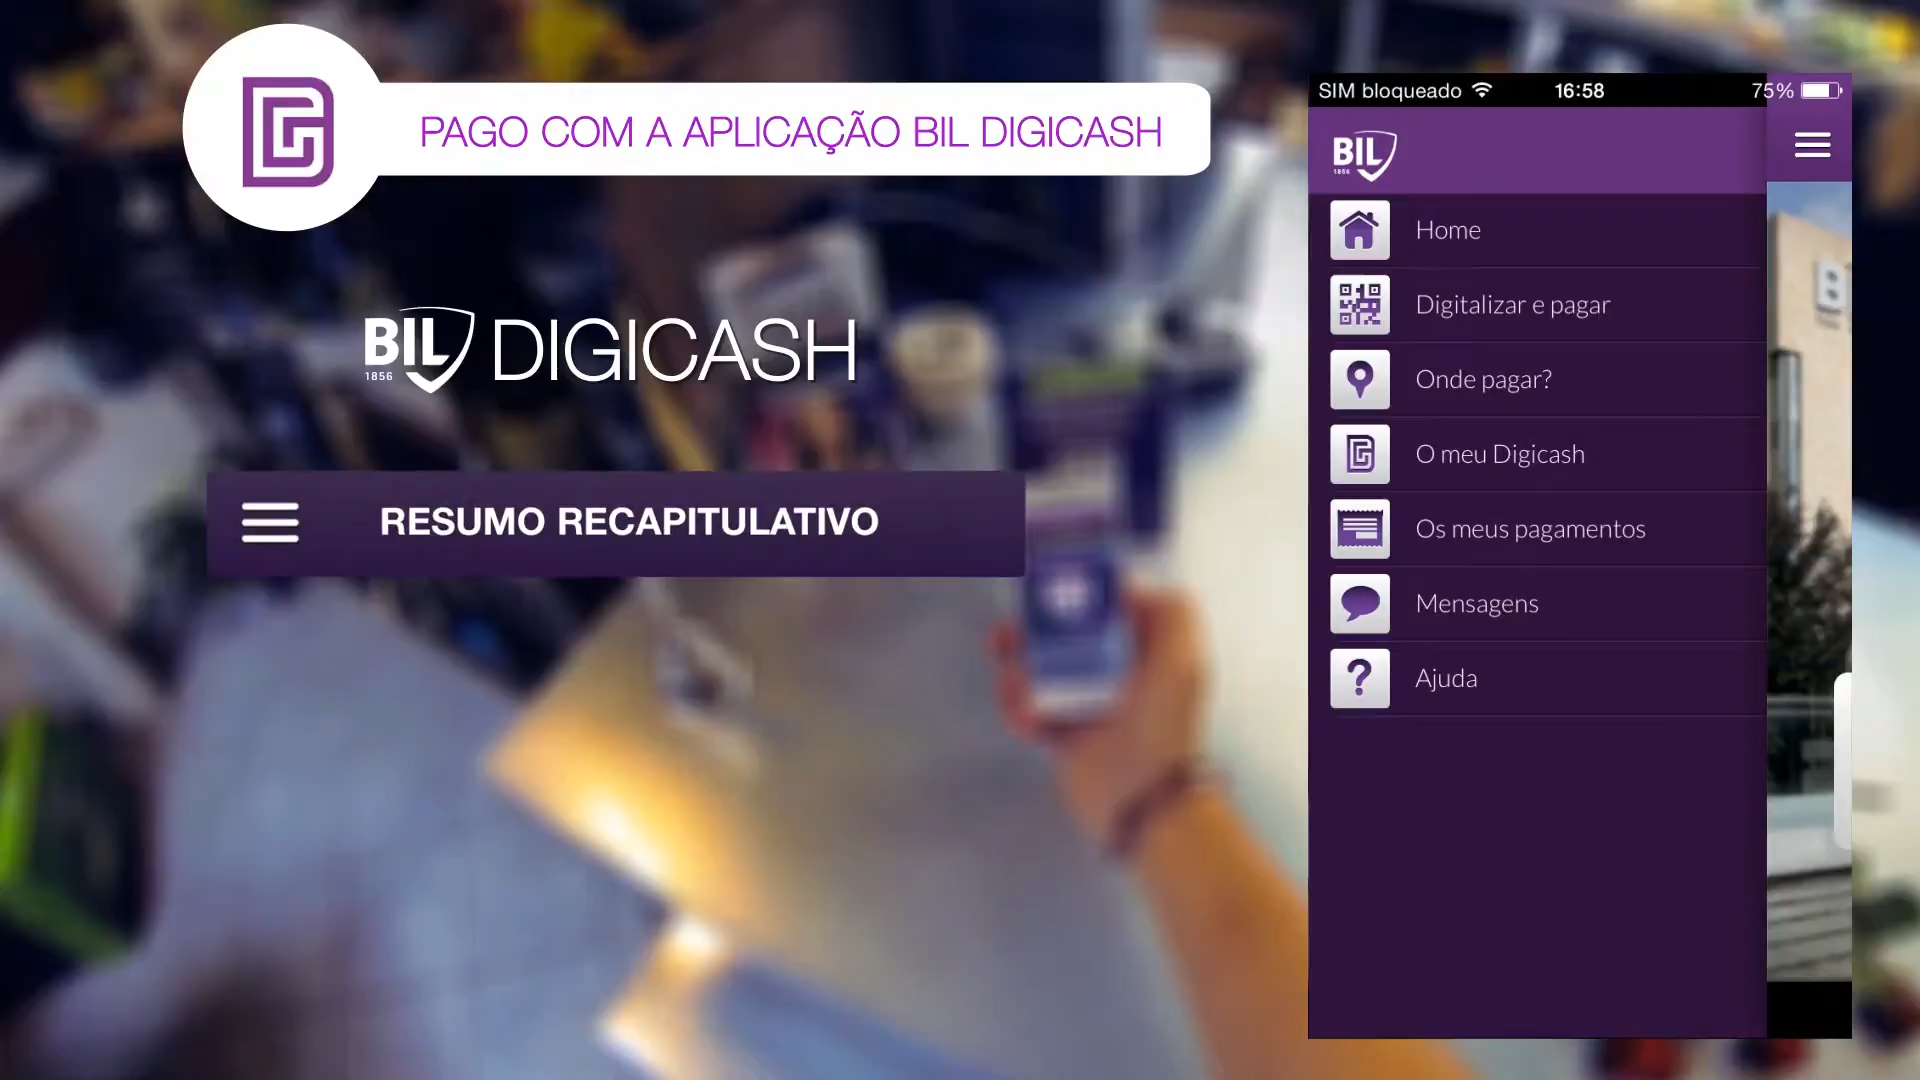 PAGO COM A APLICAÇÃO BIL DIGICASH
BIL DIGICASH
1856
RESUMO RECAPITULATIVO
SIM bloqueado 16:58 75%
BIL
1856
Home
Digitalizar e pagar
Onde pagar?
O meu Digicash
Os meus pagamentos
Mensagens
Ajuda
B